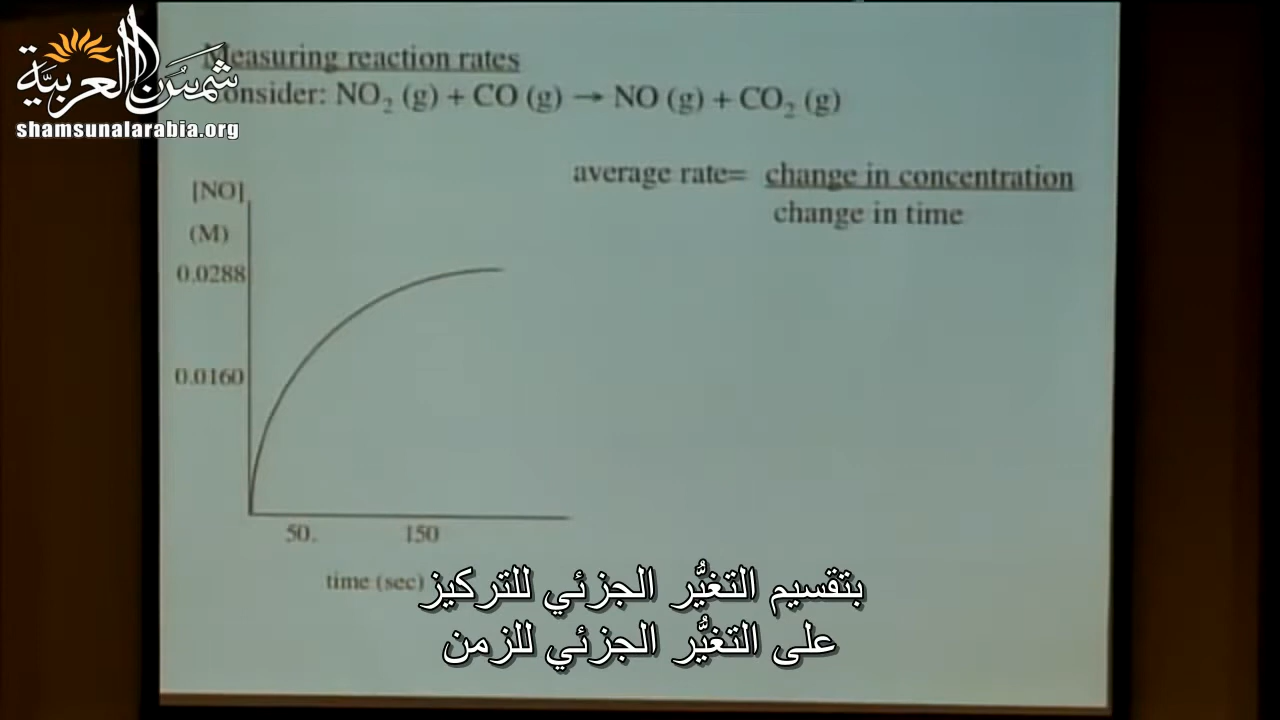 شمس العربية
shamsunalarabia.org
Measuring reaction rates
onsider: NO₂ (g) + CO (g) → NO (g) + CO₂ (g)
average rate= change in concentration
change in time
[NO]
(M)
0.0288
0.0160
50. 150
time (sec)
بتقسيم التغيُّر الجزئي للتركيز
على التغيُّر الجزئي للزمن